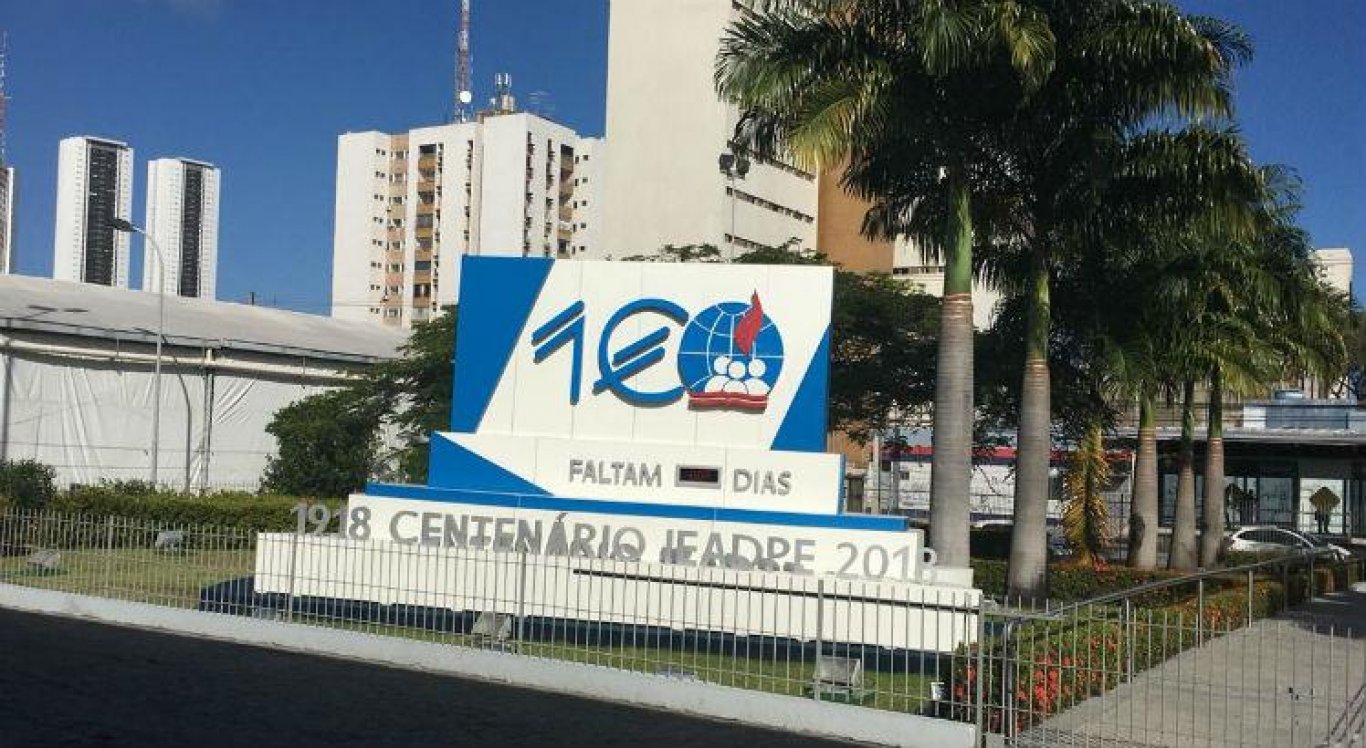 100
FALTAM DIAS
1918 CENTENÁRIO IEADPE 2018